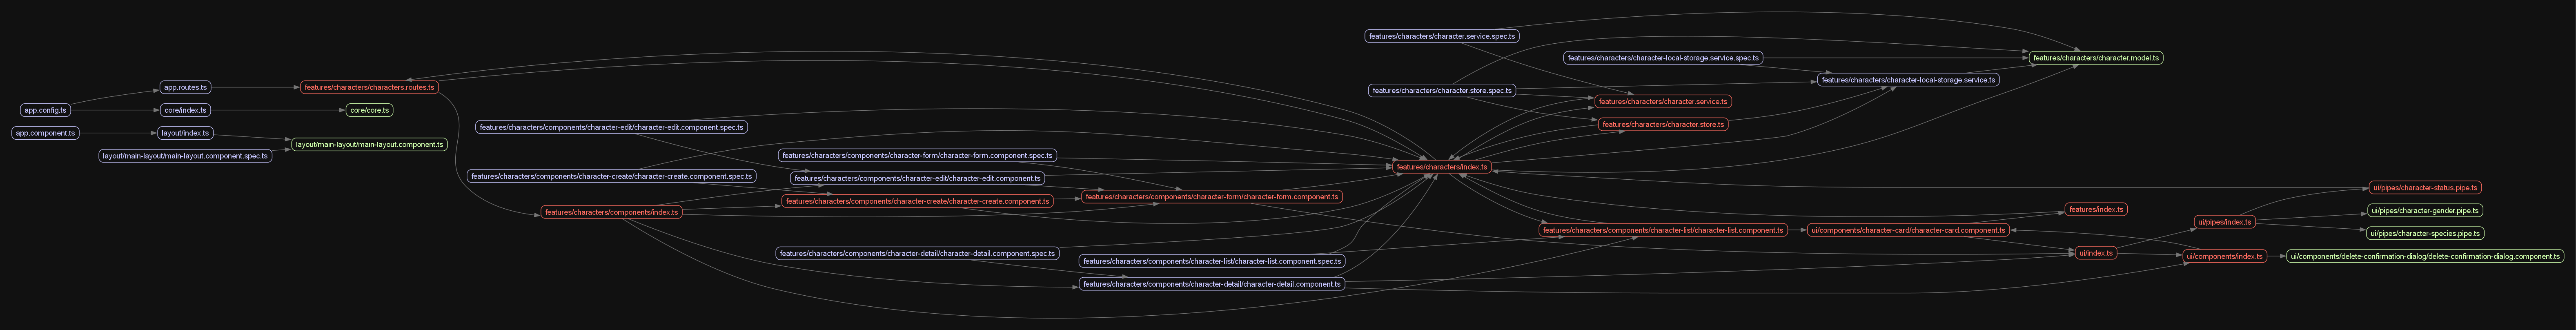 features/characters/character.service.spec.ts
features/characters/character-local-storage.service.spec.ts
features/characters/character.model.ts
features/characters/character-local-storage.service.ts
app.routes.ts
features/characters/characters.routes.ts
features/characters/character.store.spec.ts
features/characters/character.service.ts
app.config.ts
core/index.ts
core/core.ts
features/characters/character.store.ts
features/characters/components/character-edit/character-edit.component.spec.ts
app.component.ts
layout/index.ts
layout/main-layout/main-layout.component.ts
layout/main-layout/main-layout.component.spec.ts
features/characters/components/character-form/character-form.component.spec.ts
features/characters/index.ts
features/characters/components/character-create/character-create.component.spec.ts
features/characters/components/character-edit/character-edit.component.ts
ui/pipes/character-status.pipe.ts
features/characters/components/character-create/character-create.component.ts
features/characters/components/character-form/character-form.component.ts
features/characters/components/index.ts
features/index.ts
ui/pipes/character-gender.pipe.ts
ui/pipes/index.ts
features/characters/components/character-list/character-list.component.ts
ui/components/character-card/character-card.component.ts
ui/pipes/character-species.pipe.ts
features/characters/components/character-detail/character-detail.component.spec.ts
ui/index.ts
ui/components/index.ts
ui/components/delete-confirmation-dialog/delete-confirmation-dialog.component.ts
features/characters/components/character-list/character-list.component.spec.ts
features/characters/components/character-detail/character-detail.component.ts